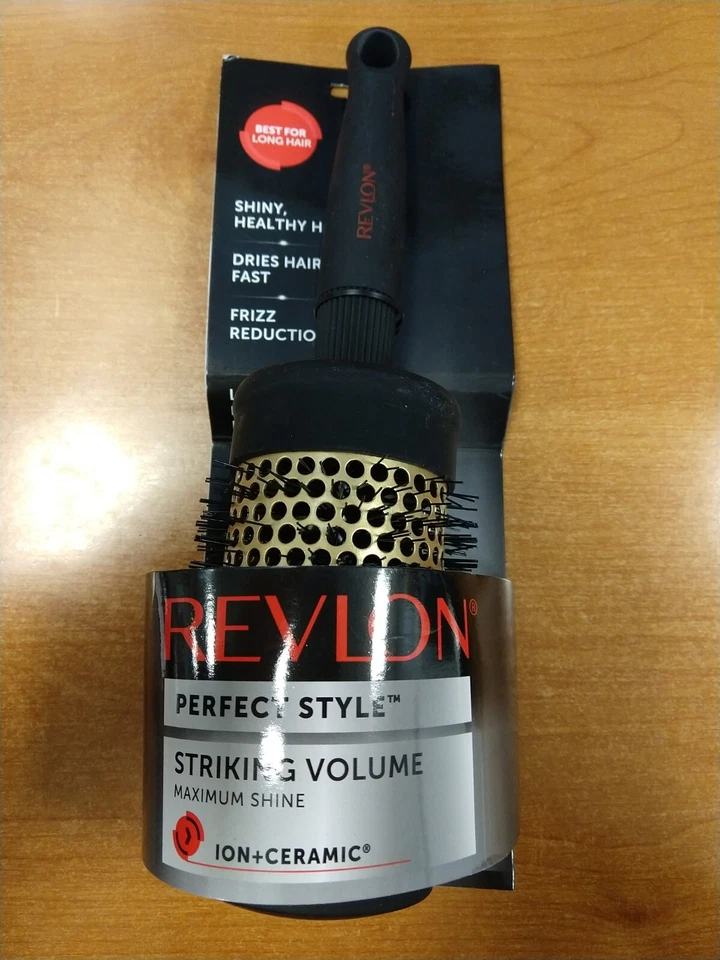 BEST FOR
LONG HAIR
SHINY,
HEALTHY H
DRIES HAIR
FAST
FRIZZ
REDUCTIO
REVLON®
REVLON®
PERFECT STYLE™
STRIKING VOLUME
MAXIMUM SHINE
ION+CERAMIC®